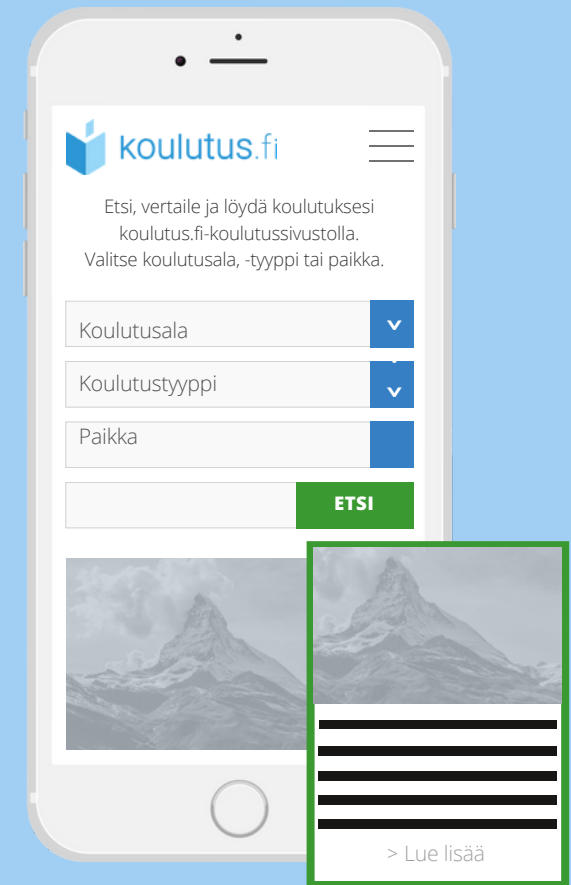 koulutus.fi
Etsi, vertaile ja löydä koulutuksesi
koulutus.fi-koulutussivustolla.
Valitse koulutusala, -tyyppi tai paikka.
Koulutusala
Koulutustyyppi
Paikka
ETSI
> Lue lisää